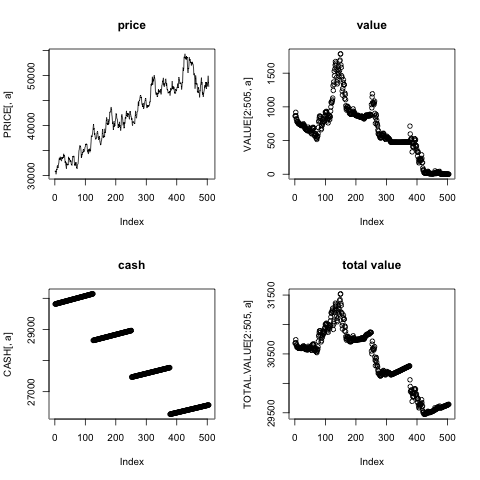 price
PRICE[, a]
30000 40000 50000
0 100 200 300 400 500
Index
value
VALUE[2:505, a]
0 500 1000 1500
0 100 200 300 400 500
Index
cash
CASH[, a]
27000 29000
0 100 200 300 400 500
Index
total value
TOTAL.VALUE[2:505, a]
29500 30500 31500
0 100 200 300 400 500
Index